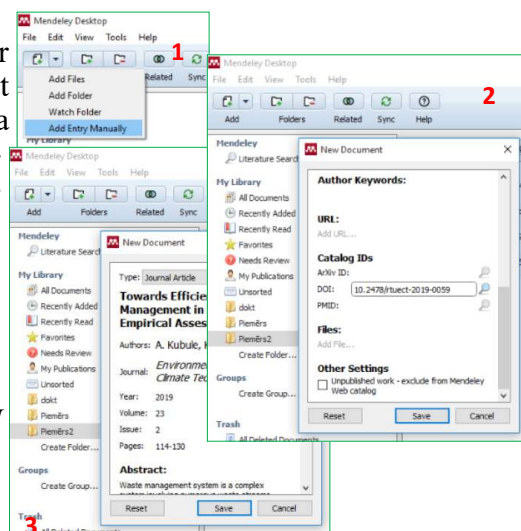 Mendeley Desktop
File Edit View Tools Help
1
Related Sync
Add Files
Add Folder
Watch Folder
Add Entry Manually
My Library
Mendeley Desktop
File Edit View Tools Help
2
Add Folders Related Sync Help
Mendeley
Literature Search
My Library
All Documents
Recently Added
Recently Read
Favorites
Needs Review
My Publications
Unsorted
dokt
Piemērs
Piemērs2
Create Folder...
Groups
Create Group...
Trash
All Deleted Documents
New Document
Author Keywords:
URL:
Add URL...
Catalog IDs
ArXiv ID:
DOI: 10.2478/rtuect-2019-0059
PMID:
Files:
Add File...
Other Settings
Unpublished work - exclude from Mendeley
Web catalog
Reset Save Cancel
Mendeley Desktop
File Edit View Tools Help
Add Folders Related Sync
Mendeley
Literature Search
My Library
All Documents
Recently Added
Recently Read
Favorites
Needs Review
My Publications
Unsorted
dokt
Piemērs
Piemērs2
Create Folder...
Groups
Create Group...
Trash
3
New Document
Type: Journal Article
Towards Efficie
Management in
Empirical Asses
Authors: A. Kubule,
Journal: Environme
Climate Tec
Year: 2019
Volume: 23
Issue: 2
Pages: 114-130
Abstract:
Waste management system is a complex
Reset Save Cancel